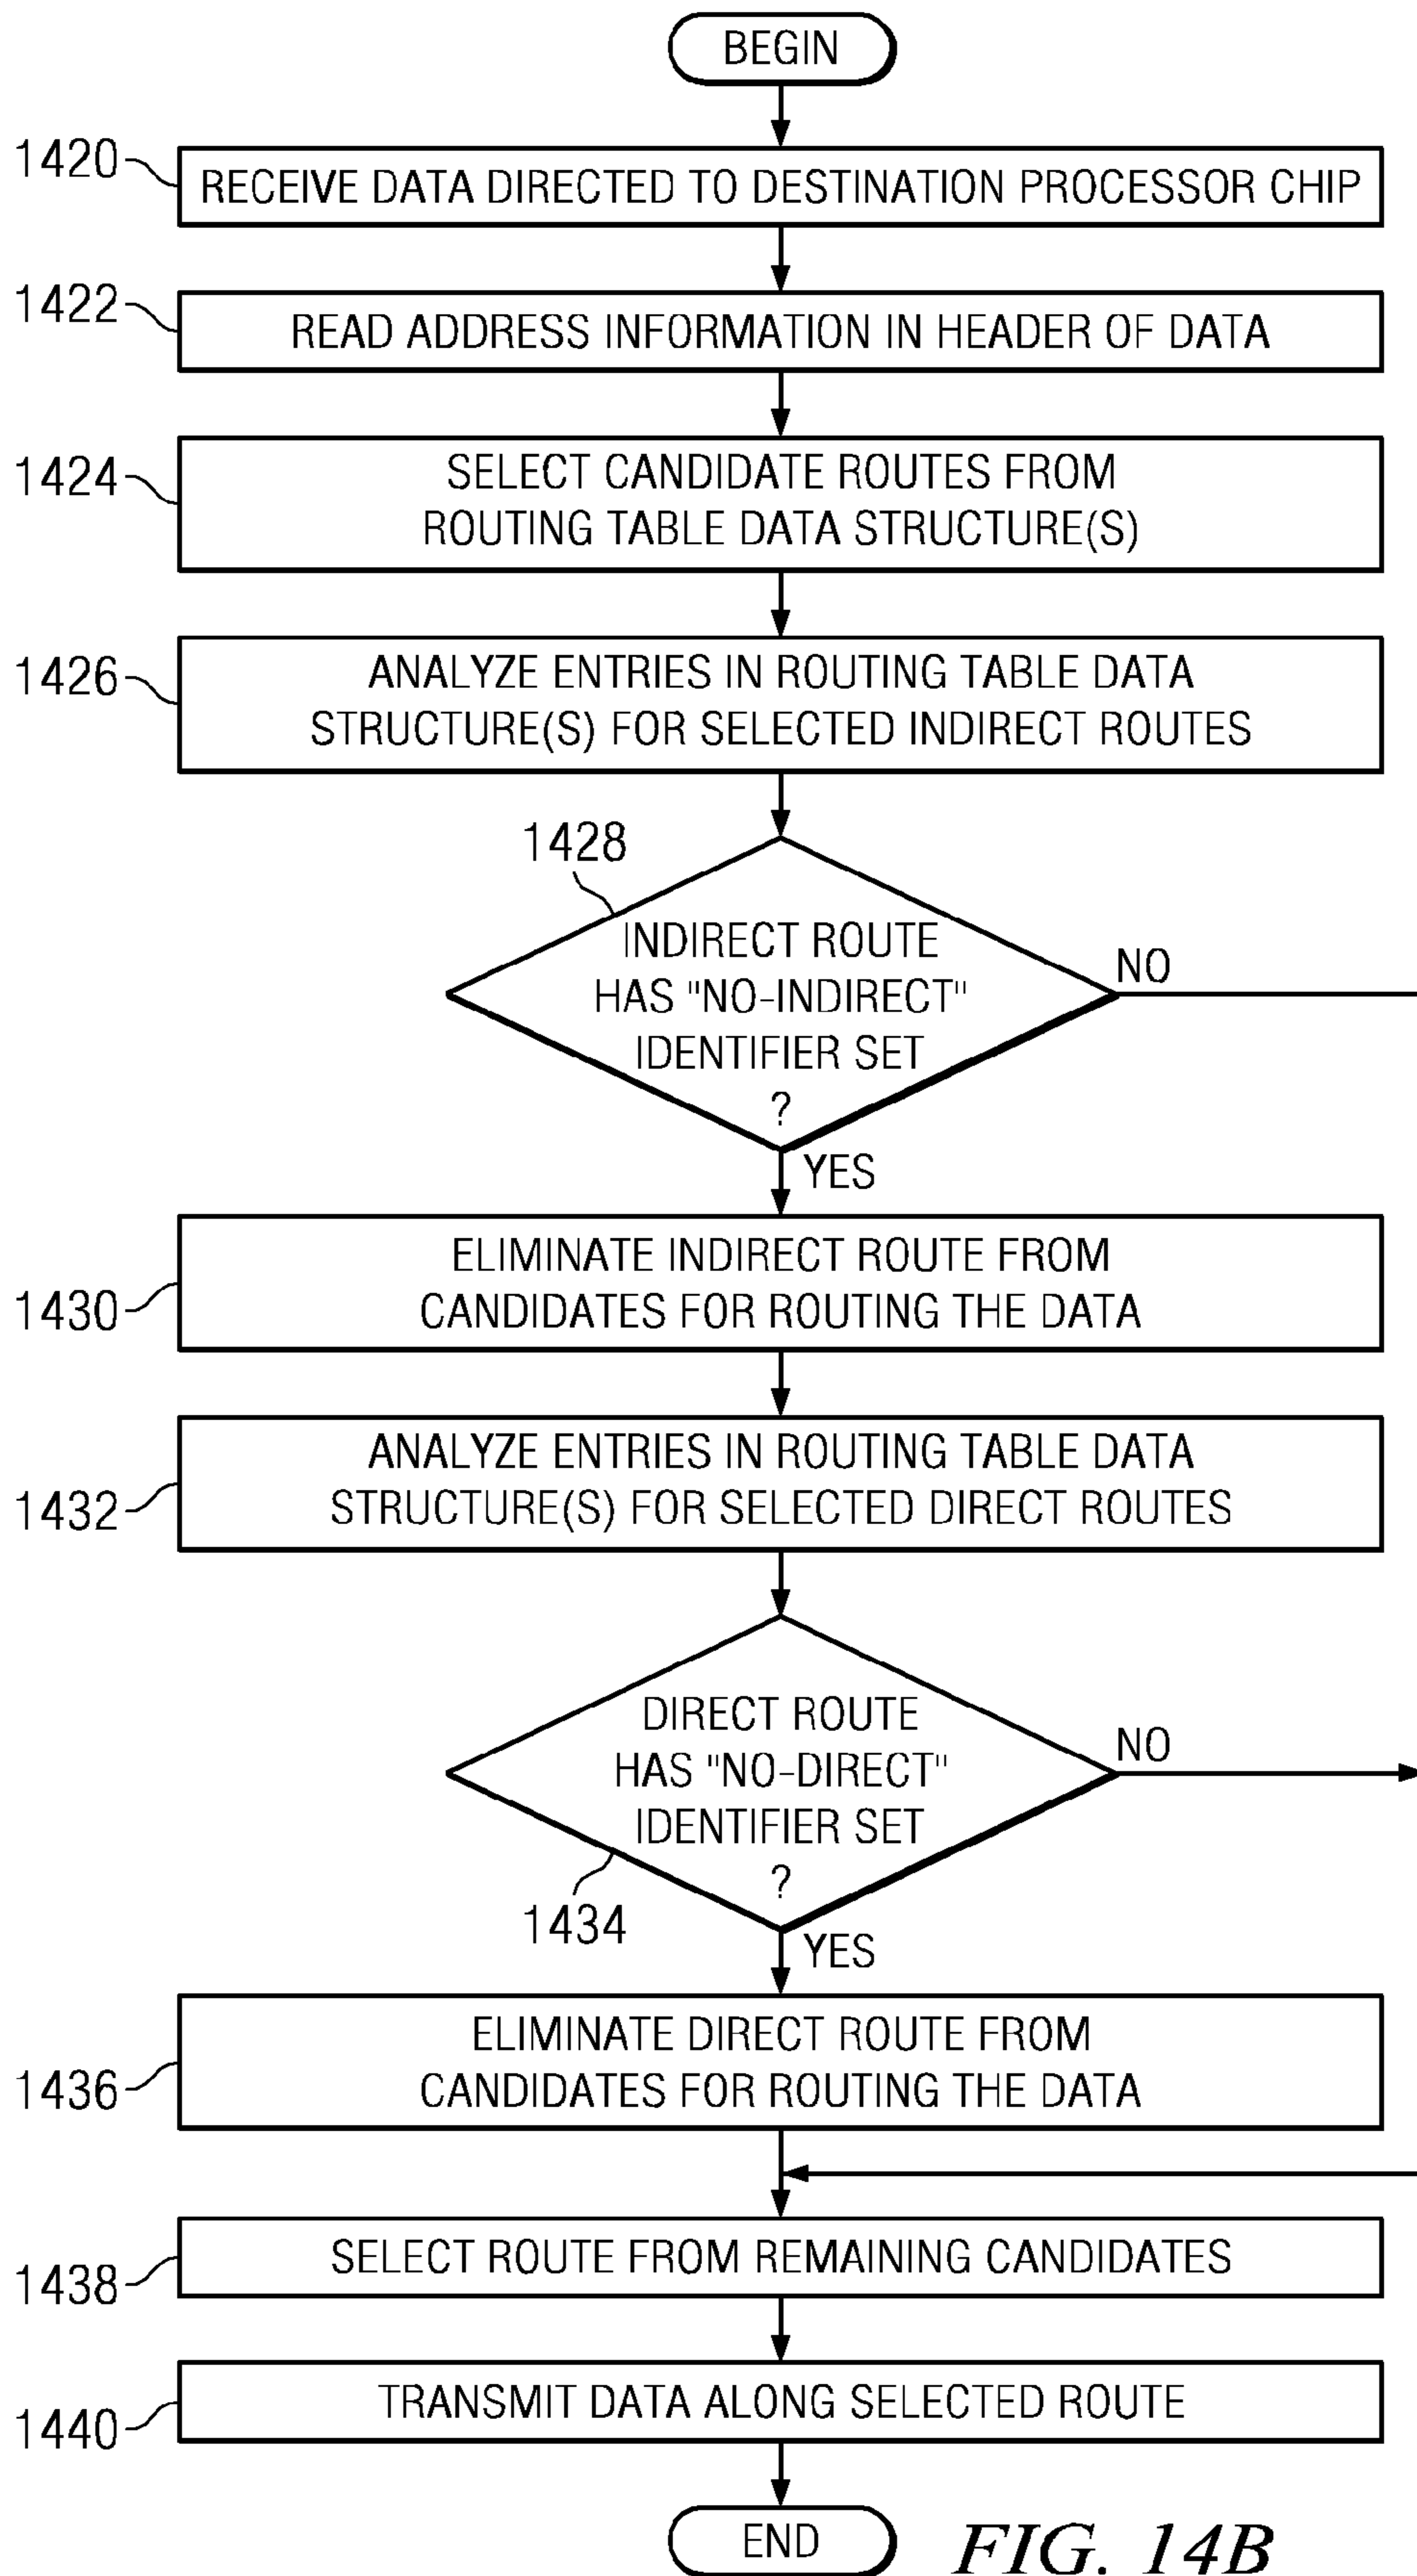 BEGIN
1420
RECEIVE DATA DIRECTED TO DESTINATION PROCESSOR CHIP
1422
READ ADDRESS INFORMATION IN HEADER OF DATA
1424
SELECT CANDIDATE ROUTES FROM
ROUTING TABLE DATA STRUCTURE(S)
1426
ANALYZE ENTRIES IN ROUTING TABLE DATA
STRUCTURE(S) FOR SELECTED INDIRECT ROUTES
1428
INDIRECT ROUTE
HAS "NO-INDIRECT"
IDENTIFIER SET
?
NO
YES
1430
ELIMINATE INDIRECT ROUTE FROM
CANDIDATES FOR ROUTING THE DATA
1432
ANALYZE ENTRIES IN ROUTING TABLE DATA
STRUCTURE(S) FOR SELECTED DIRECT ROUTES
DIRECT ROUTE
HAS "NO-DIRECT"
IDENTIFIER SET
?
NO
1434
YES
1436
ELIMINATE DIRECT ROUTE FROM
CANDIDATES FOR ROUTING THE DATA
1438
SELECT ROUTE FROM REMAINING CANDIDATES
1440
TRANSMIT DATA ALONG SELECTED ROUTE
END
FIG. 14B